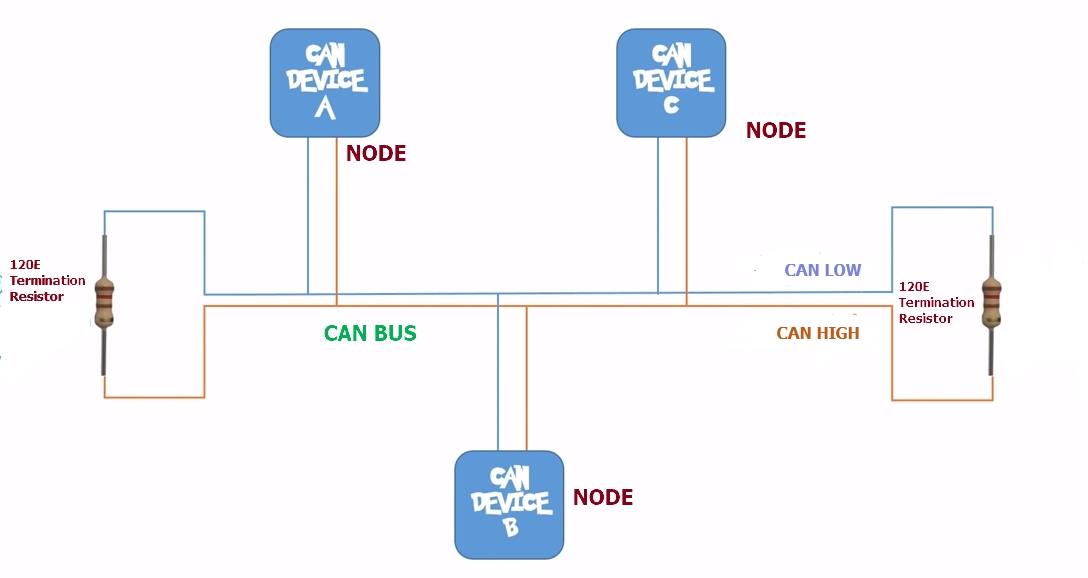 CAN
DEVICE
A
NODE
CAN
DEVICE
C
NODE
120E
Termination
Resistor
CAN LOW
120E
Termination
Resistor
CAN BUS
CAN HIGH
CAN
DEVICE
B
NODE